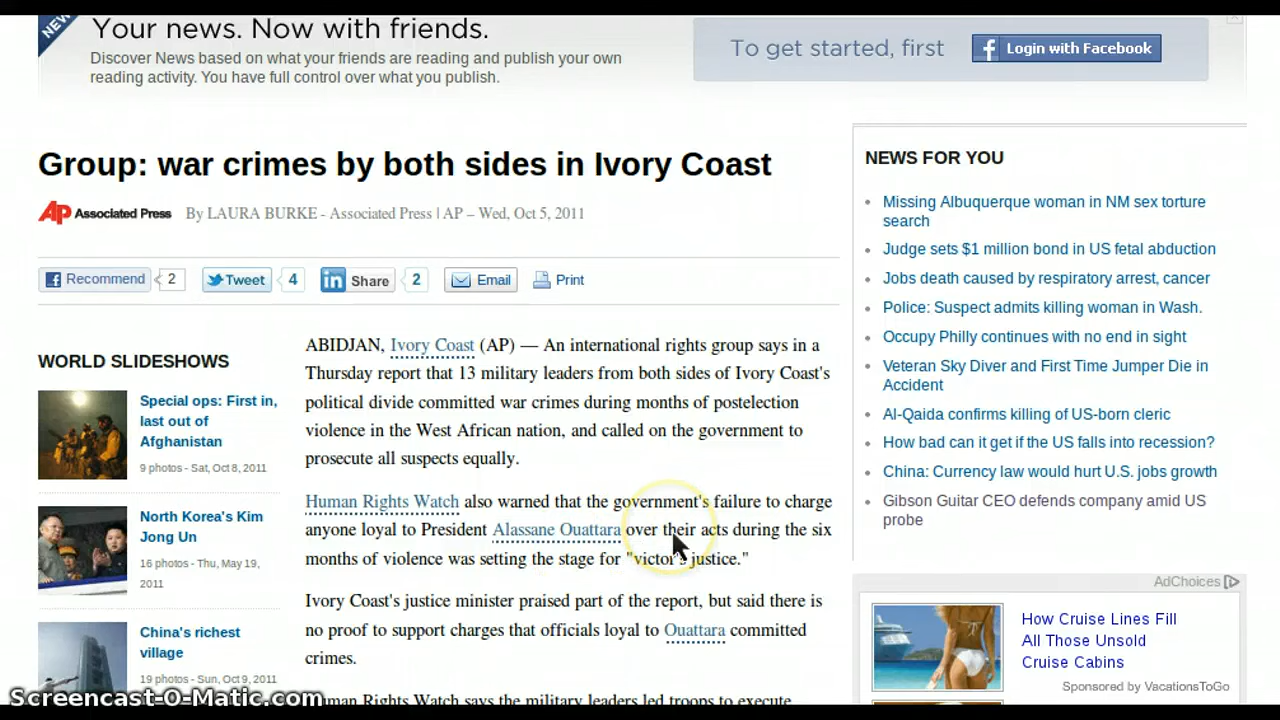 NEW
Your news. Now with friends.
Discover News based on what your friends are reading and publish your own
reading activity. You have full control over what you publish.
To get started, first
Login with Facebook
Group: war crimes by both sides in Ivory Coast
AP Associated Press By LAURA BURKE - Associated Press | AP – Wed, Oct 5, 2011
Recommend 2 Tweet 4 in Share 2 Email Print
WORLD SLIDESHOWS
Special ops: First in,
last out of
Afghanistan
9 photos - Sat, Oct 8, 2011
North Korea's Kim
Jong Un
16 photos - Thu, May 19,
2011
China's richest
village
19 photos - Sun, Oct 9, 2011
ABIDJAN, Ivory Coast (AP) — An international rights group says in a
Thursday report that 13 military leaders from both sides of Ivory Coast's
political divide committed war crimes during months of postelection
violence in the West African nation, and called on the government to
prosecute all suspects equally.
Human Rights Watch also warned that the government's failure to charge
anyone loyal to President Alassane Ouattara over their acts during the six
months of violence was setting the stage for "victor's justice."
Ivory Coast's justice minister praised part of the report, but said there is
no proof to support charges that officials loyal to Ouattara committed
crimes.
Human Rights Watch says the military leaders led troops to execute
NEWS FOR YOU
Missing Albuquerque woman in NM sex torture
search
Judge sets $1 million bond in US fetal abduction
Jobs death caused by respiratory arrest, cancer
Police: Suspect admits killing woman in Wash.
Occupy Philly continues with no end in sight
Veteran Sky Diver and First Time Jumper Die in
Accident
Al-Qaida confirms killing of US-born cleric
How bad can it get if the US falls into recession?
China: Currency law would hurt U.S. jobs growth
Gibson Guitar CEO defends company amid US
probe
AdChoices
How Cruise Lines Fill
All Those Unsold
Cruise Cabins
Sponsored by VacationsToGo
Screencast-O-Matic.com